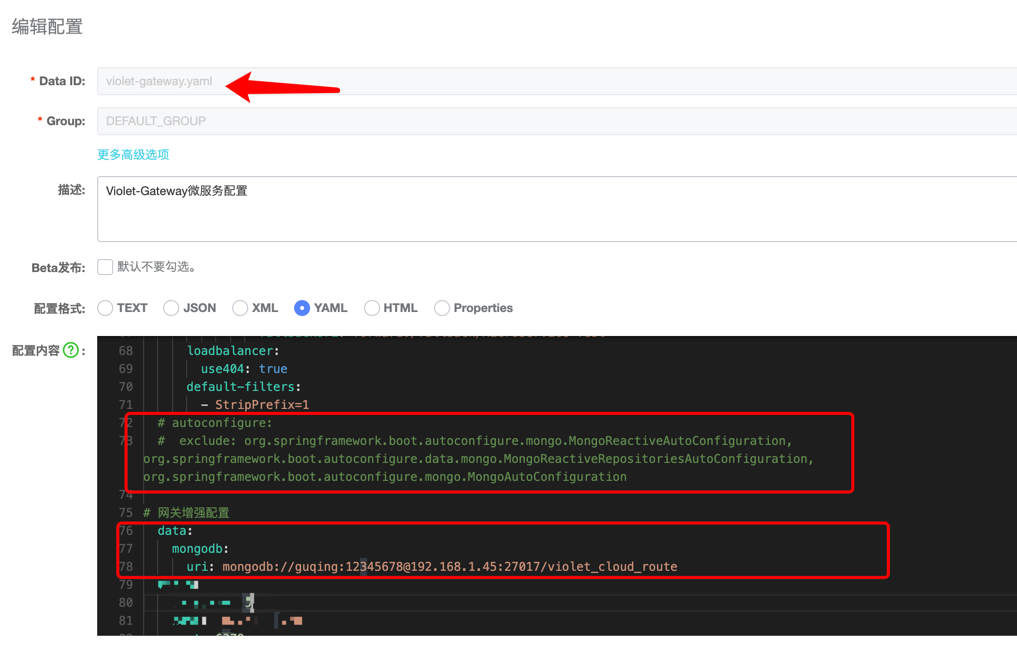 编辑配置
* Data ID: violet-gateway.yaml
* Group: DEFAULT_GROUP
更多高级选项
描述: Violet-Gateway微服务配置
Beta发布: 默认不要勾选。
配置格式: TEXT JSON XML YAML HTML Properties
配置内容 ? :
68 loadbalancer:
69 use404: true
70 default-filters:
71 - StripPrefix=1
72 # autoconfigure:
73 #  exclude: org.springframework.boot.autoconfigure.mongo.MongoReactiveAutoConfiguration,
org.springframework.boot.autoconfigure.data.mongo.MongoReactiveRepositoriesAutoConfiguration,
org.springframework.boot.autoconfigure.mongo.MongoAutoConfiguration
74
75 # 网关增强配置
76 data:
77 mongodb:
78 uri: mongodb://guqing:12345678@192.168.1.45:27017/violet_cloud_route
79
80
81